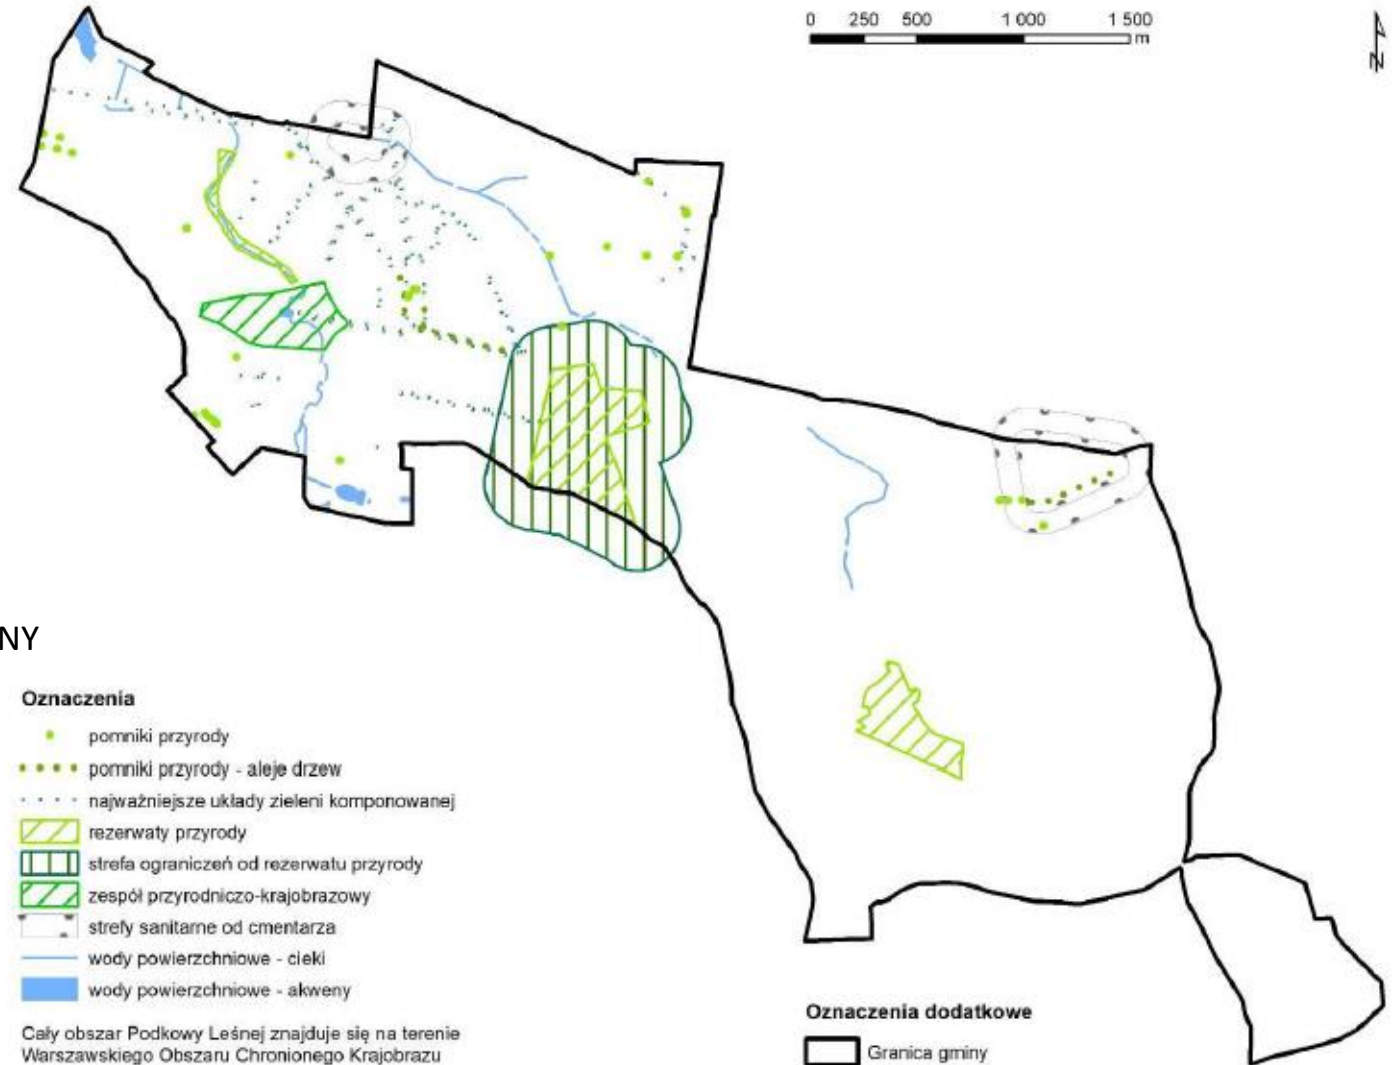 0 250 500 1 000 1 500
m
N
NY
Oznaczenia
pomniki przyrody
pomniki przyrody - aleje drzew
najważniejsze układy zieleni komponowanej
rezerwaty przyrody
strefa ograniczeń od rezerwatu przyrody
zespół przyrodniczo-krajobrazowy
strefy sanitarne od cmentarza
wody powierzchniowe - cieki
wody powierzchniowe - akweny
Cały obszar Podkowy Leśnej znajduje się na terenie
Warszawskiego Obszaru Chronionego Krajobrazu
Oznaczenia dodatkowe
Granica gminy